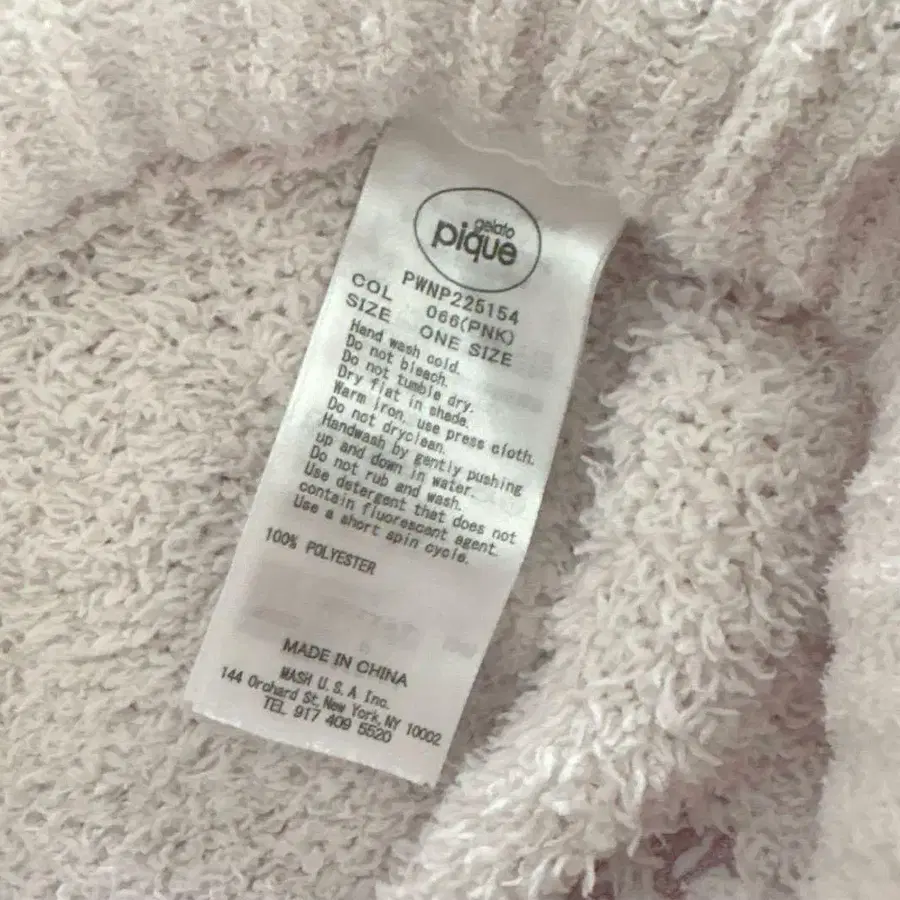 gelato
pique
PWNP225154
COL 066(PNK)
SIZE ONE SIZE
Hand wash cold.
Do not bleach.
Do not tumble dry.
Dry flat in shade.
Warm iron, use press cloth.
Do not dryclean.
Handwash by gently pushing
up and down in water.
Do not rub and wash.
Use detergent that does not
contain fluorescent agent.
Use a short spin cycle.
100% POLYESTER
MADE IN CHINA
MASH U.S.A Inc.
144 Orchard St, New York, NY 10002
TEL 917 409 5520